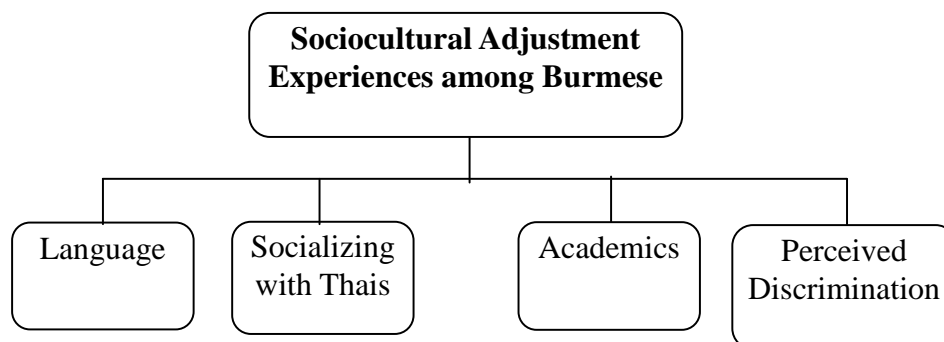 Sociocultural Adjustment
Experiences among Burmese
Language
Socializing
with Thais
Academics
Perceived
Discrimination